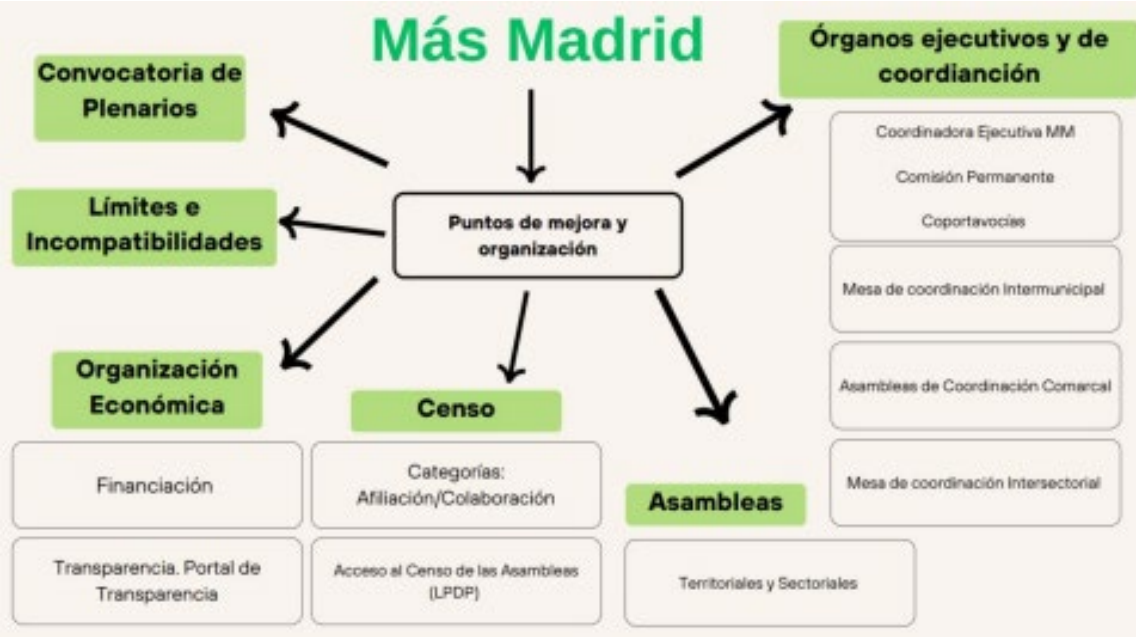 Más Madrid
Convocatoria de
Plenarios
Órganos ejecutivos y de
coordianción
Coordinadora Ejecutiva MM
Comisión Permanente
Coportavocías
Límites e
Incompatibilidades
Puntos de mejora y
organización
Mesa de coordinación Intermunicipal
Organización
Económica
Censo
Asambleas de Coordinación Comarcal
Financiación
Categorías:
Afiliación/Colaboración
Asambleas
Mesa de coordinación Intersectorial
Transparencia. Portal de
Transparencia
Acceso al Censo de las Asambleas
(LPDP)
Territoriales y Sectoriales